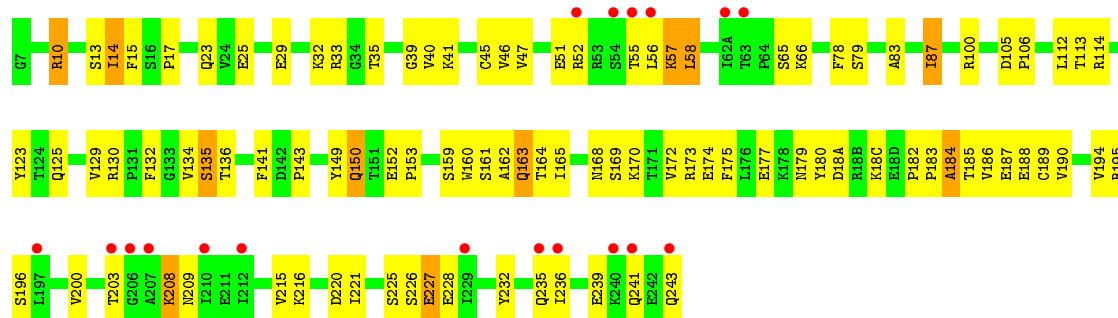 G7 R10 S13 I14 F15 S16 P17 Q23 V24 E25 E29 K32 R33 G34 T35 G39 V40 K41 C45 V46 V47 E51 R52 R53 S54 T55 L56 K57 L58 I62A T63 P64 S65 K66 F78 S79 A83 I87 R100 D105 P106 L112 T113 R114
Y123 T124 Q125 V129 R130 P131 F132 G133 V134 S135 T136 F141 D142 P143 Y149 Q150 T151 E152 P153 S159 W160 S161 A162 Q163 T164 I165 N168 S169 K170 T171 V172 R173 E174 F175 L176 E177 K178 N179 Y180 D18A R18B K18C E18D P182 P183 A184 T185 V186 E187 E188 C189 V190 V194 R195
S196 L197 V200 T203 G206 A207 K208 N209 I210 E211 I212 V215 K216 D220 I221 S225 S226 E227 E228 I229 Y232 Q235 I236 E239 K240 Q241 E242 Q243